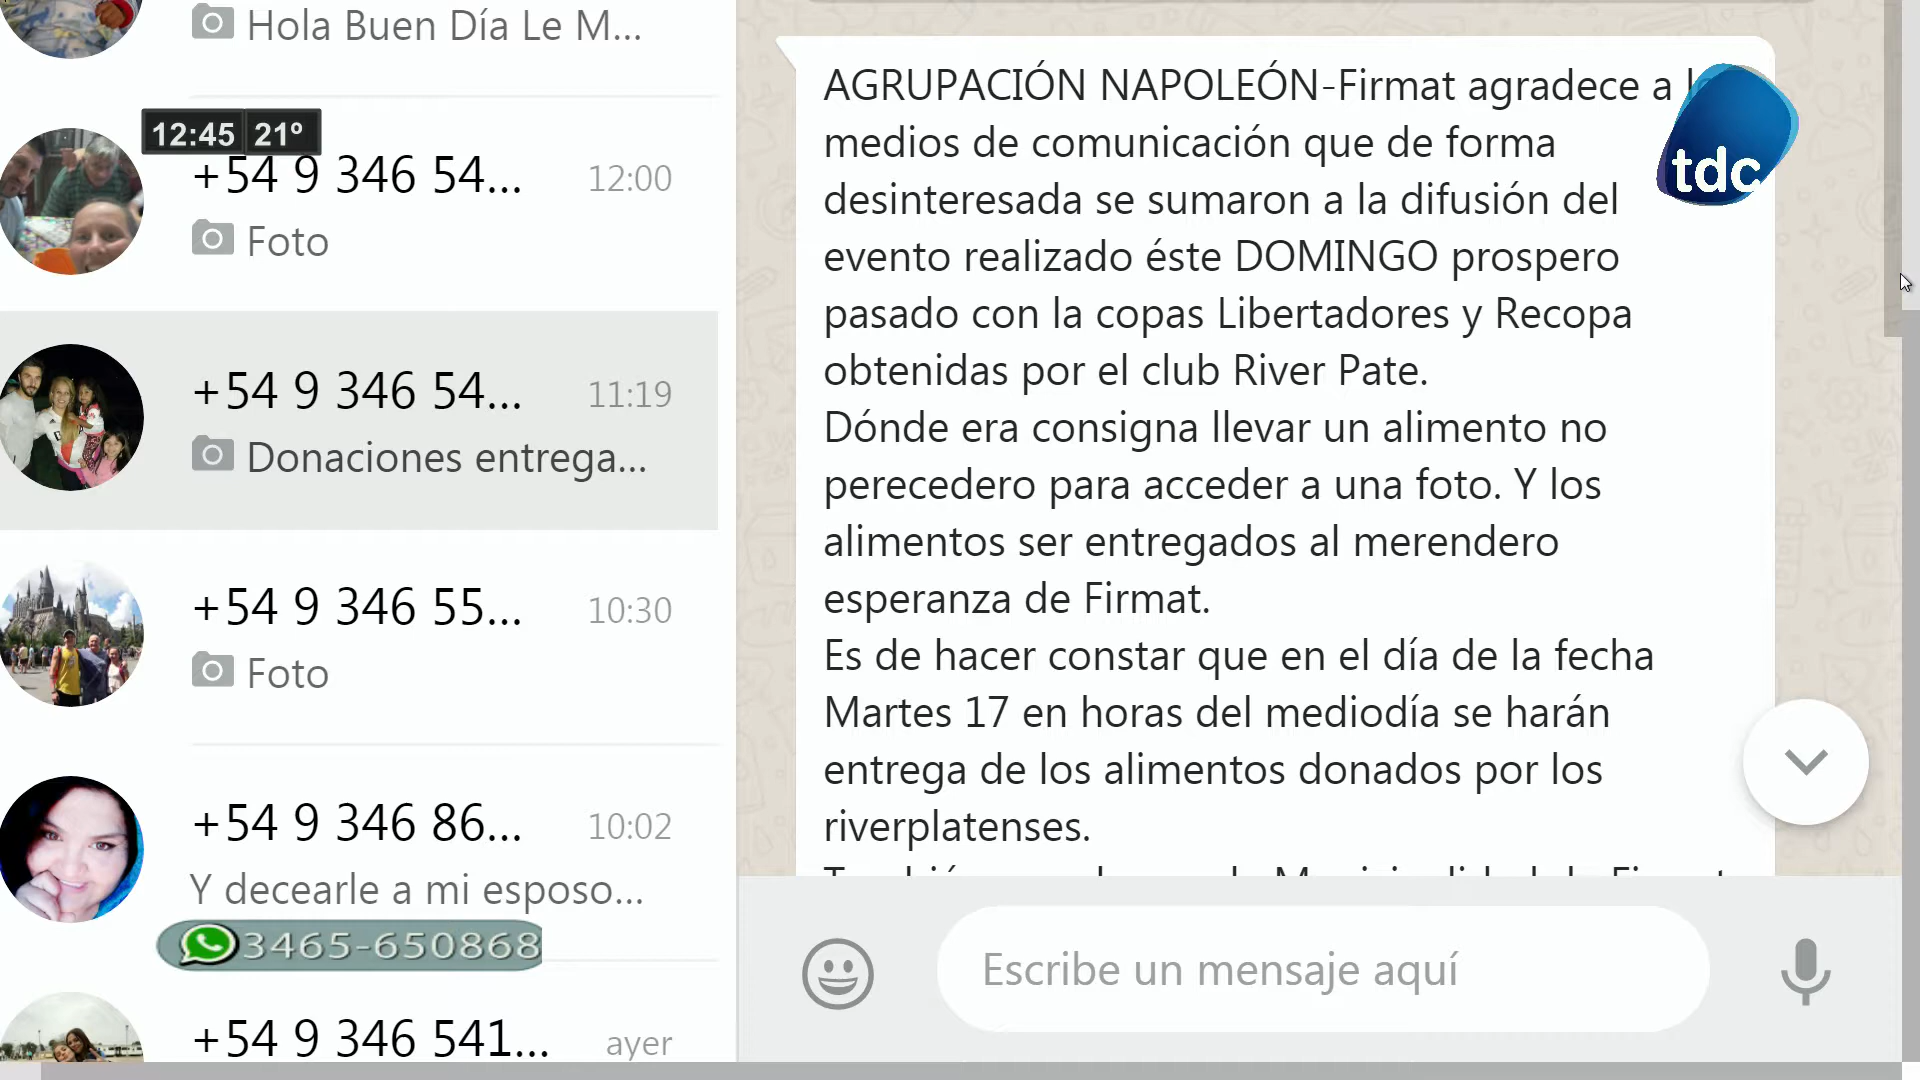 Hola Buen Día Le M...
12:45 21º
+54 9 346 54... 12:00
Foto
+54 9 346 54... 11:19
Donaciones entrega...
+54 9 346 55... 10:30
Foto
+54 9 346 86... 10:02
Y decearle a mi esposo...
3465-650868
+54 9 346 541... ayer
AGRUPACIÓN NAPOLEÓN-Firmat agradece a
medios de comunicación que de forma
desinteresada se sumaron a la difusión del
evento realizado éste DOMINGO prospero
pasado con la copas Libertadores y Recopa
obtenidas por el club River Pate.
Dónde era consigna llevar un alimento no
perecedero para acceder a una foto. Y los
alimentos ser entregados al merendero
esperanza de Firmat.
Es de hacer constar que en el día de la fecha
Martes 17 en horas del mediodía se harán
entrega de los alimentos donados por los
riverplatenses.
tdc
Escribe un mensaje aquí